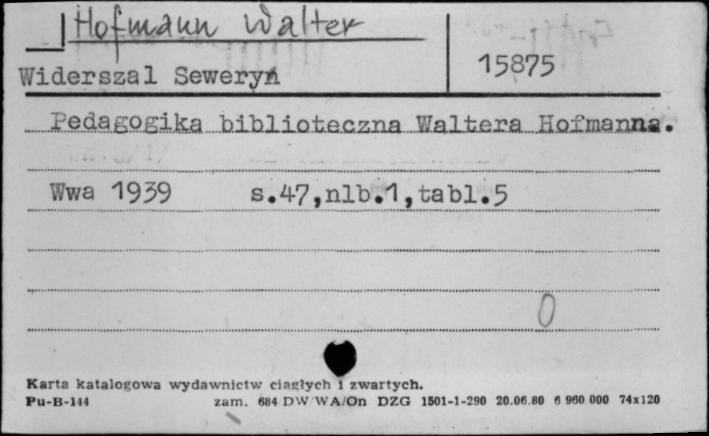 Hofmann Walter
Widerszal Seweryn
15875
Pedagogika biblioteczna Waltera Hofmanna.
Wwa 1939 s.47,nlb.1,tabl.5
0
Karta katalogowa wydawnictw ciągłych i zwartych.
Pu-B-144 zam. 684 DW/WA/On DZG 1501-1-290 20.06.80 6 960 000 74x120